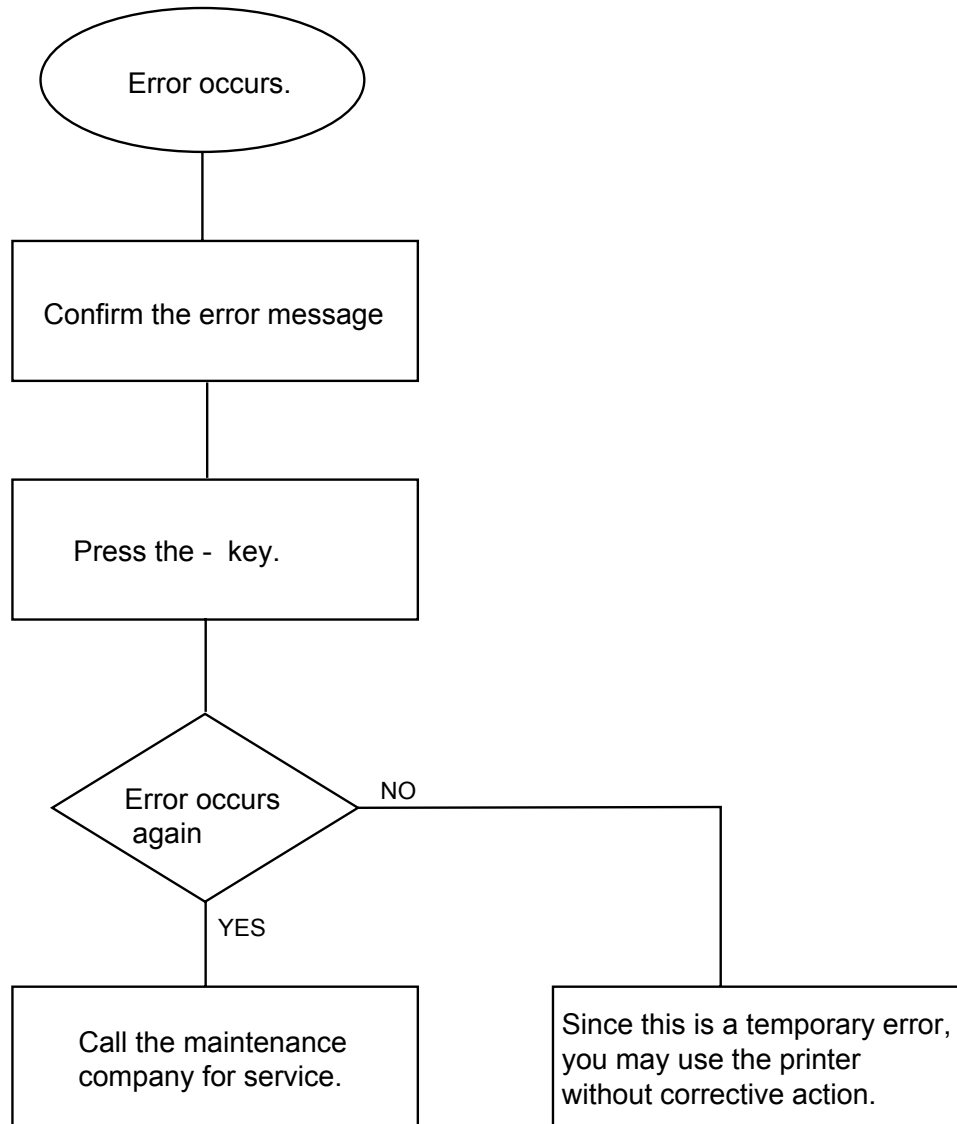 Error occurs.
Confirm the error message
Press the -  key.
Error occurs
again
NO
YES
Call the maintenance
company for service.
Since this is a temporary error,
you may use the printer
without corrective action.